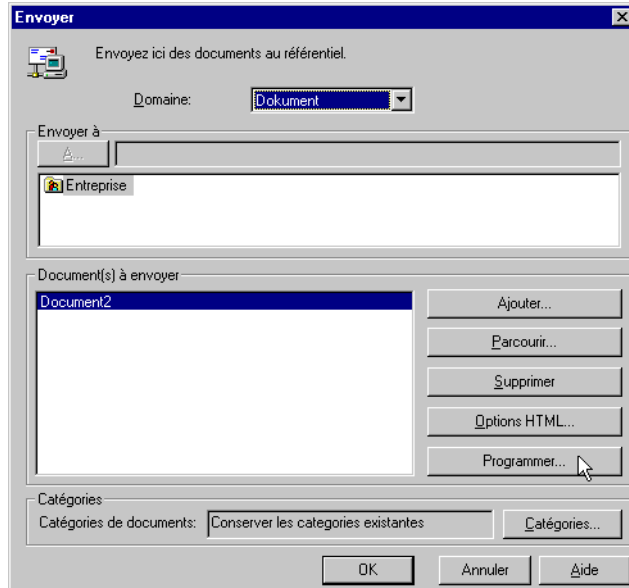 Envoyer
Envoyez ici des documents au référentiel.
Domaine: Dokument
Envoyer à
A...
Entreprise
Document(s) à envoyer
Document2
Ajouter...
Parcourir...
Supprimer
Options HTML...
Programmer...
Catégories
Catégories de documents: Conserver les categories existantes Catégories...
OK Annuler Aide